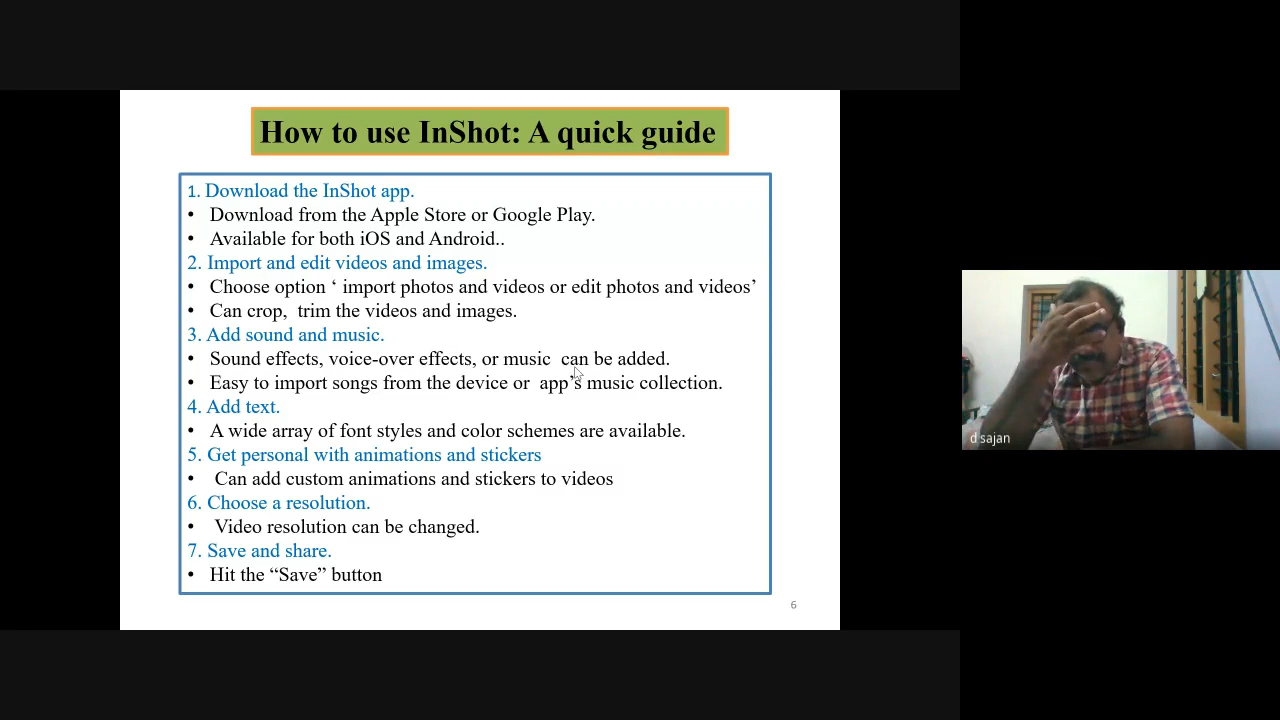 How to use InShot: A quick guide
1. Download the InShot app.
• Download from the Apple Store or Google Play.
• Available for both iOS and Android..
2. Import and edit videos and images.
• Choose option ‘ import photos and videos or edit photos and videos’
• Can crop,  trim the videos and images.
3. Add sound and music.
• Sound effects, voice-over effects, or music  can be added.
• Easy to import songs from the device or  app’s music collection.
4. Add text.
• A wide array of font styles and color schemes are available.
5. Get personal with animations and stickers
• Can add custom animations and stickers to videos
6. Choose a resolution.
• Video resolution can be changed.
7. Save and share.
• Hit the “Save” button
6
d sajan